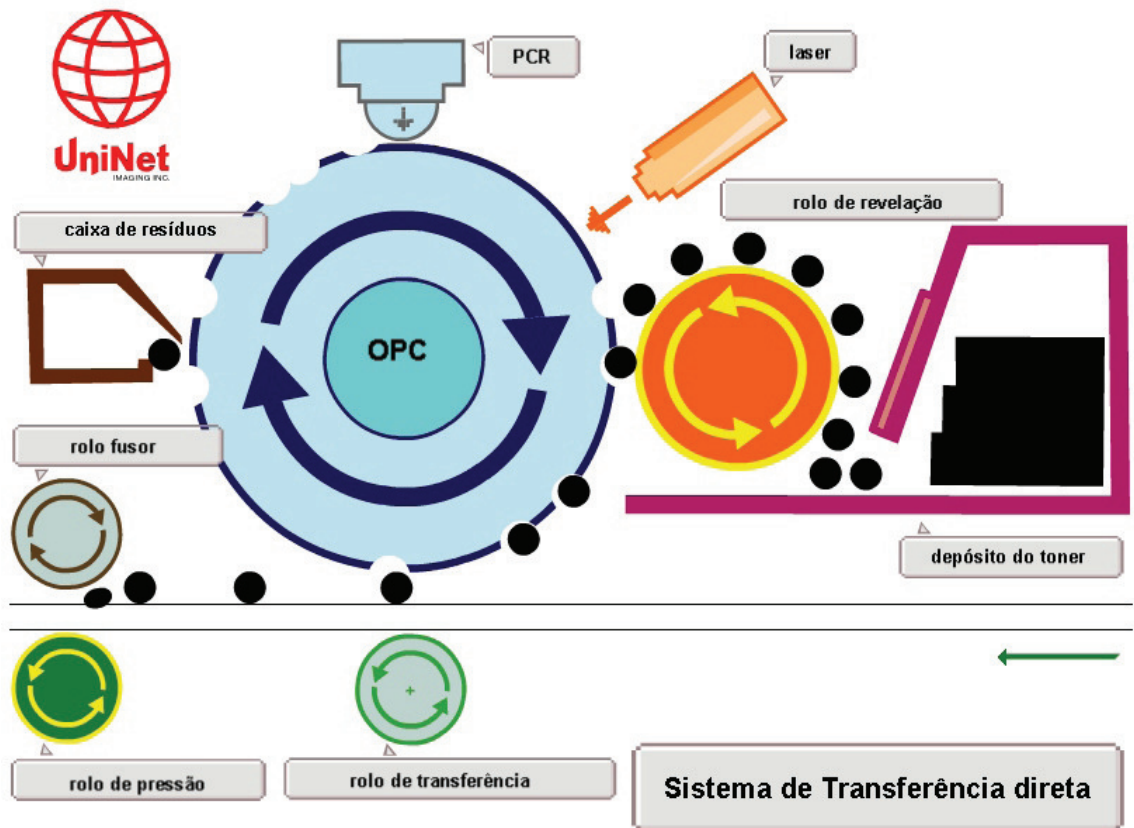 PCR
laser
UniNet
IMAGING INC.
rolo de revelação
caixa de resíduos
OPC
rolo fusor
depósito do toner
+
rolo de pressão
rolo de transferência
Sistema de Transferência direta